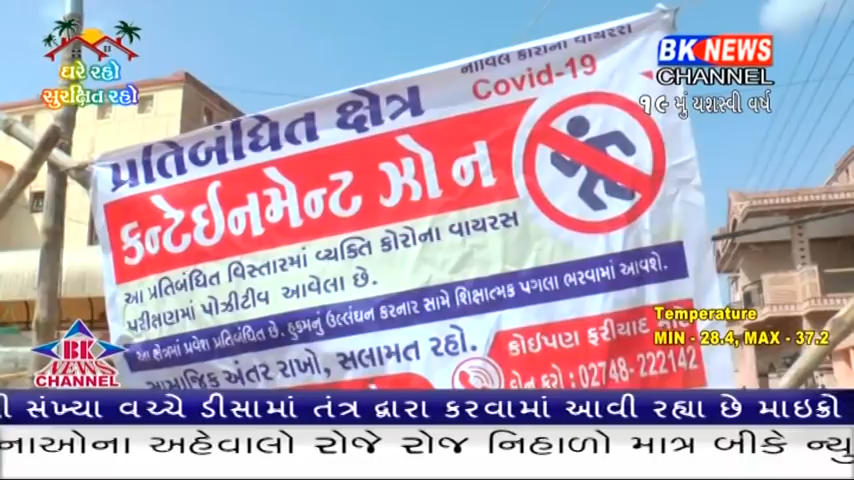 ઘરે રહો
સુરક્ષિત રહો
BK NEWS
CHANNEL
૧૯ મું યશસ્વી વર્ષ
નોવેલ કોરોના વાયરસ
Covid-19
પ્રતિબંધિત ક્ષેત્ર
કન્ટેઈનમેન્ટ ઝોન
આ પ્રતિબંધિત વિસ્તારમાં વ્યક્તિ કોરોના વાયરસ
પરીક્ષણમાં પોઝીટીવ આવેલા છે.
આ ક્ષેત્રમાં પ્રવેશ પ્રતિબંધિત છે. હુકમનું ઉલ્લંઘન કરનાર સામે શિક્ષાત્મક પગલા ભરવામાં આવશે.
સામાજિક અંતર રાખો, સલામત રહો.
કોઈપણ ફરીયાદ માટે
ફોન કરો : 02748- 222142
Temperature
MIN - 28.4, MAX - 37.2
BK
NEWS
CHANNEL
સંખ્યા વચ્ચે ડીસામાં તંત્ર દ્વારા કરવામાં આવી રહ્યા છે માઇક્રો
નાઓના અહેવાલો રોજે રોજ નિહાળો માત્ર બીકે ન્યુ